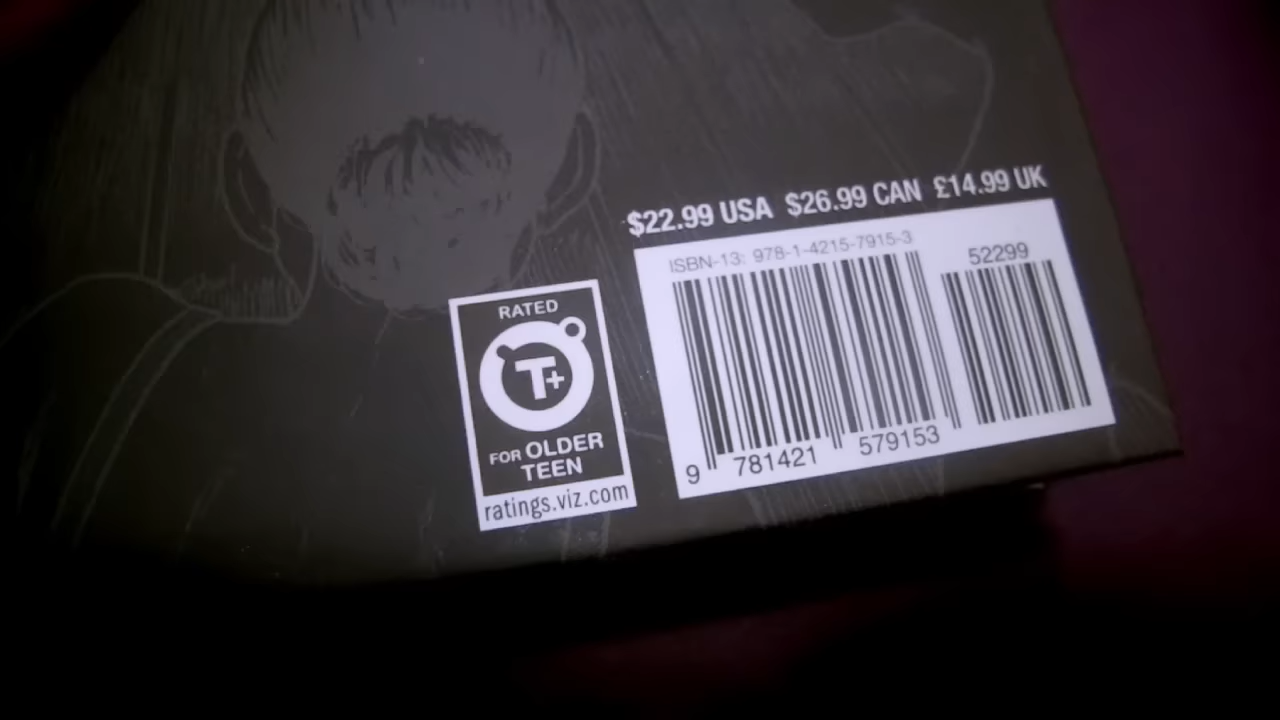 $22.99 USA $26.99 CAN £14.99 UK
ISBN-13: 978-1-4215-7915-3
52299
9 781421 579153
RATED
T+
FOR OLDER
TEEN
ratings.viz.com